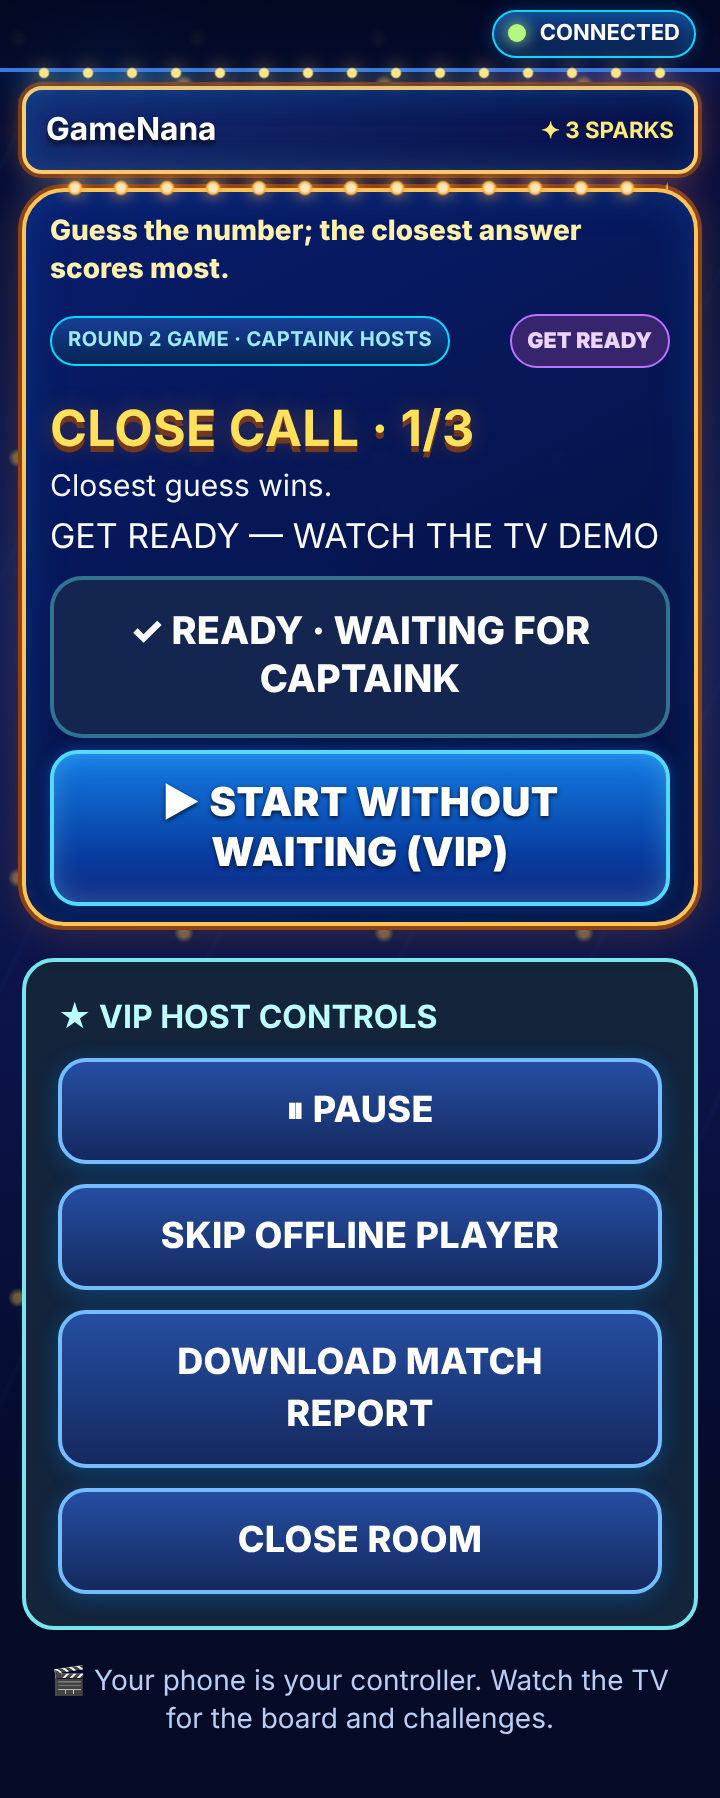 CONNECTED
GameNana
✦ 3 SPARKS
Guess the number; the closest answer
scores most.
ROUND 2 GAME · CAPTAINK HOSTS
GET READY
CLOSE CALL · 1/3
Closest guess wins.
GET READY — WATCH THE TV DEMO
✓ READY · WAITING FOR
CAPTAINK
▶ START WITHOUT
WAITING (VIP)
★ VIP HOST CONTROLS
⏸ PAUSE
SKIP OFFLINE PLAYER
DOWNLOAD MATCH
REPORT
CLOSE ROOM
🎬 Your phone is your controller. Watch the TV
for the board and challenges.